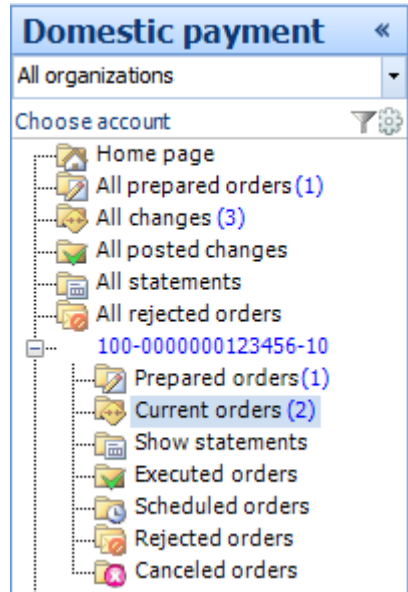 Domestic payment «
All organizations
Choose account
Home page
All prepared orders (1)
All changes (3)
All posted changes
All statements
All rejected orders
100-0000000123456-10
Prepared orders(1)
Current orders (2)
Show statements
Executed orders
Scheduled orders
Rejected orders
Canceled orders